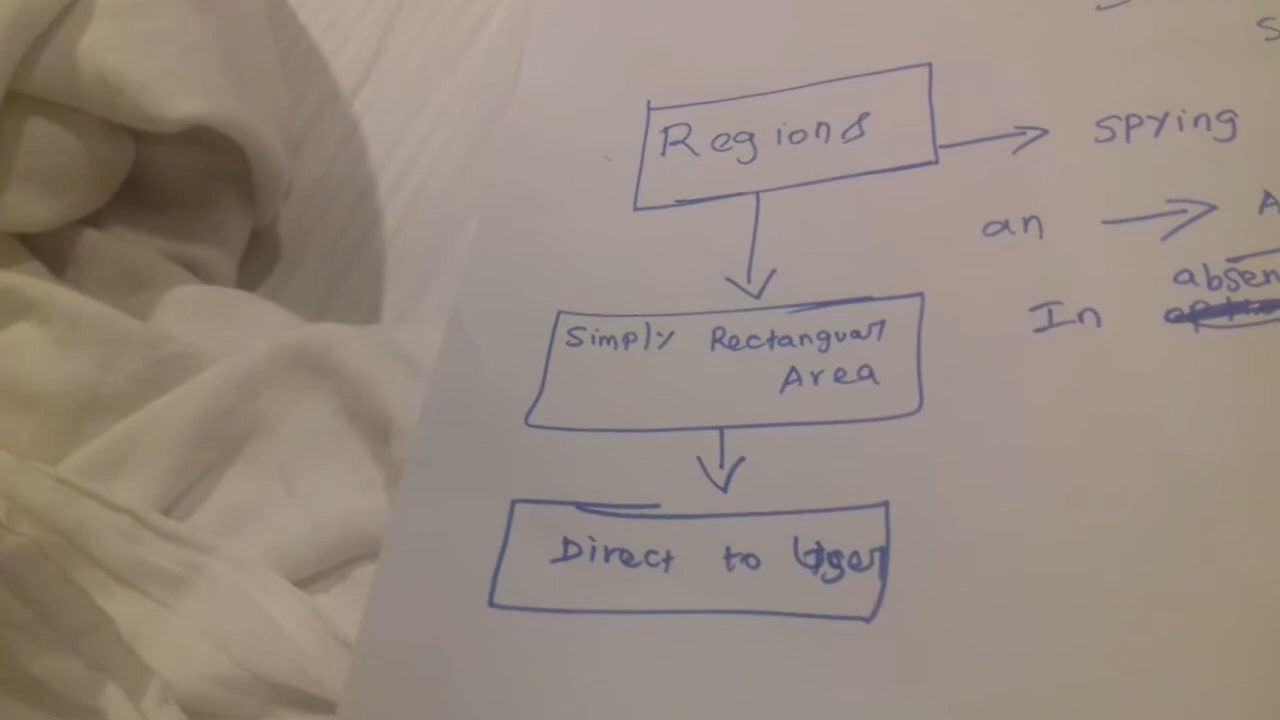 Regions
spying
an
absen
In
Simply Rectanguar
Area
Direct to User